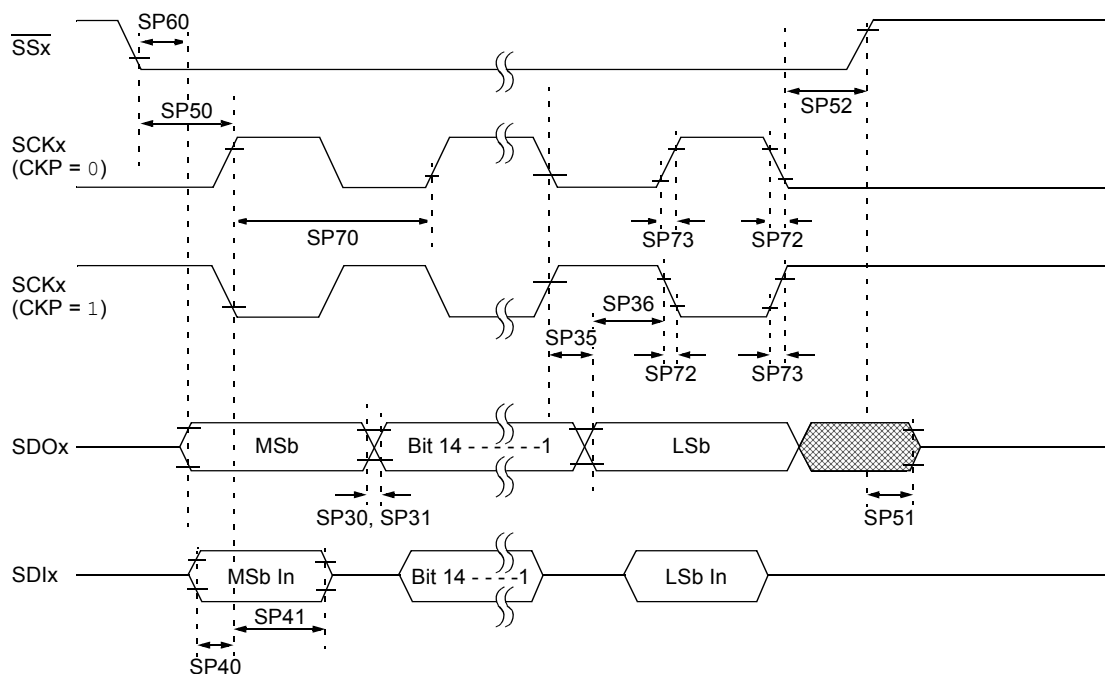 SP60
SSx
SP50
SP52
SCKx
(CKP = 0)
SP70
SP73
SP72
SCKx
(CKP = 1)
SP36
SP35
SP72
SP73
SDOx
MSb
Bit 14 - - - - - -1
LSb
SP30, SP31
SP51
SDIx
MSb In
Bit 14 - - - -1
LSb In
SP41
SP40